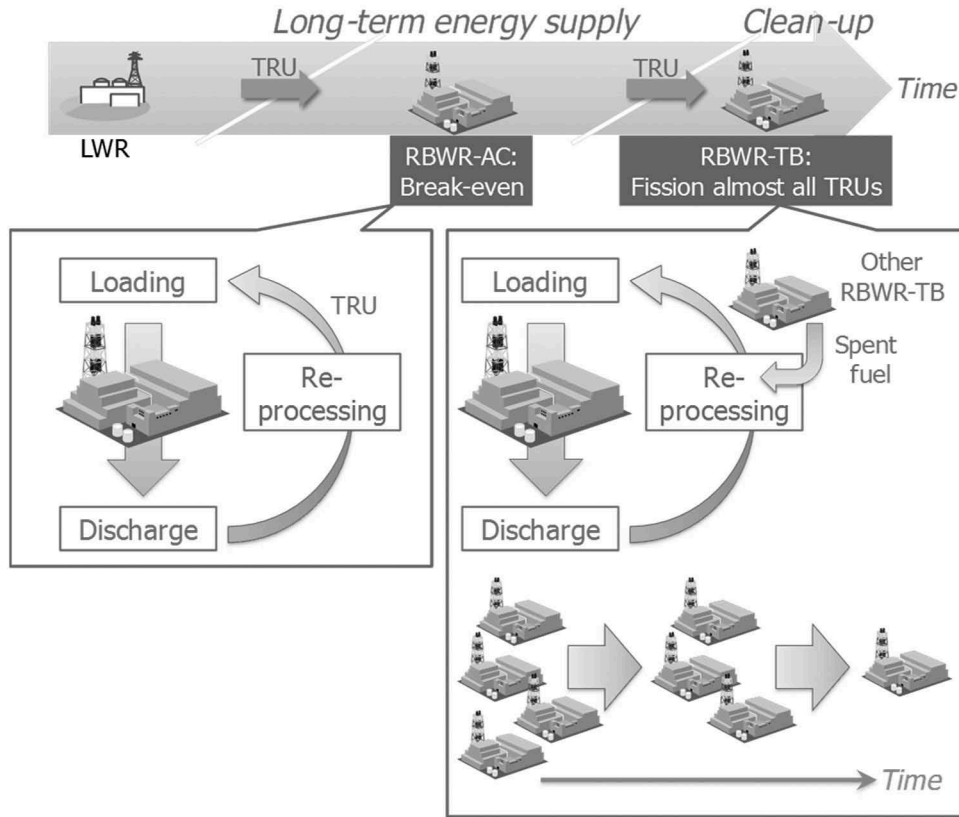 Long-term energy supply
Clean-up
TRU
TRU
Time
LWR
RBWR-AC:
Break-even
RBWR-TB:
Fission almost all TRUs
Loading
TRU
Re-
processing
Discharge
Loading
Other
RBWR-TB
Spent
fuel
Re-
processing
Discharge
Time